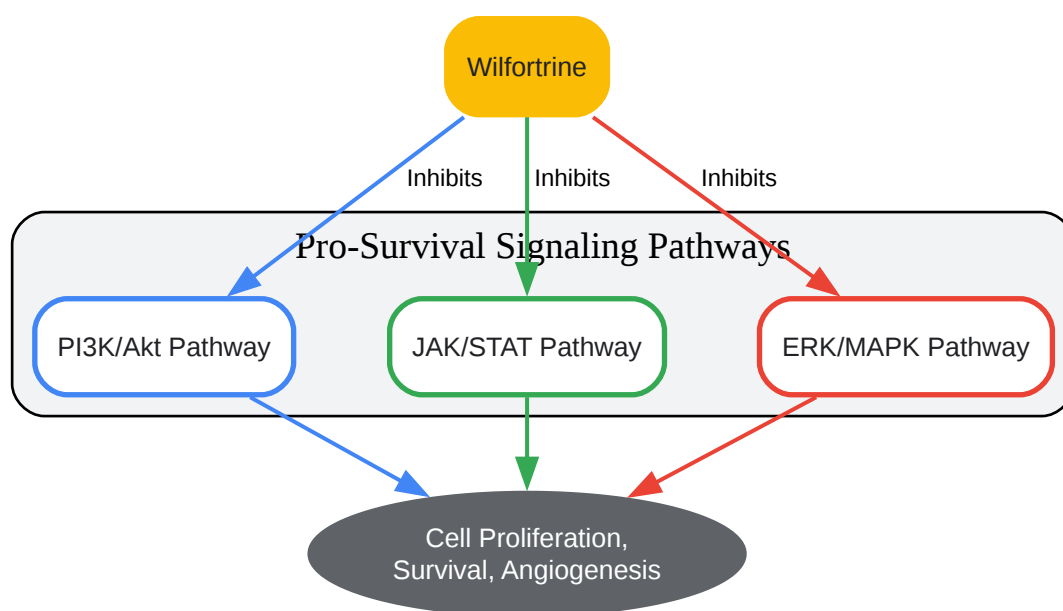 Wilfortrine
Inhibits
Inhibits
Inhibits
Pro-Survival Signaling Pathways
PI3K/Akt Pathway
JAK/STAT Pathway
ERK/MAPK Pathway
Cell Proliferation,
Survival, Angiogenesis